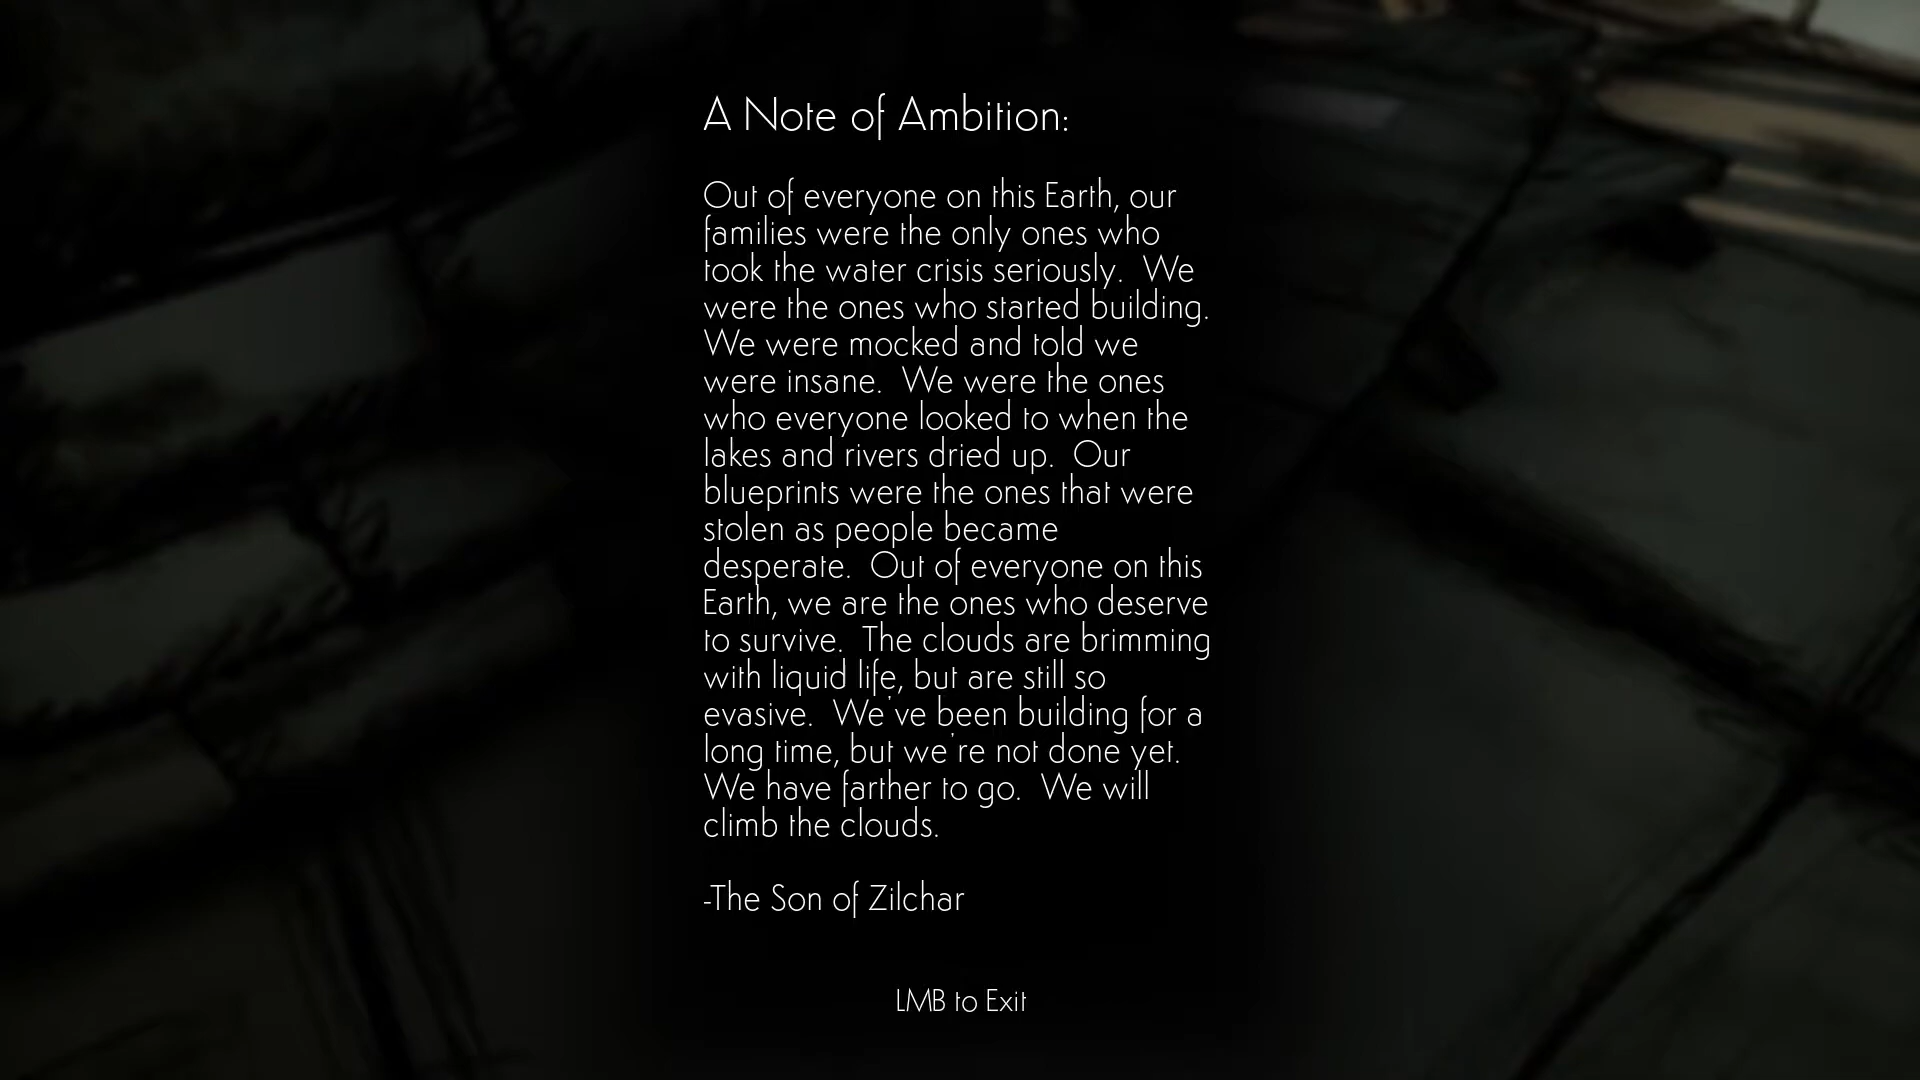 A Note of Ambition:
Out of everyone on this Earth, our
families were the only ones who
took the water crisis seriously.  We
were the ones who started building.
We were mocked and told we
were insane.  We were the ones
who everyone looked to when the
lakes and rivers dried up.  Our
blueprints were the ones that were
stolen as people became
desperate.  Out of everyone on this
Earth, we are the ones who deserve
to survive.  The clouds are brimming
with liquid life, but are still so
evasive.  We've been building for a
long time, but we're not done yet.
We have farther to go.  We will
climb the clouds.
-The Son of Zilchar
LMB to Exit